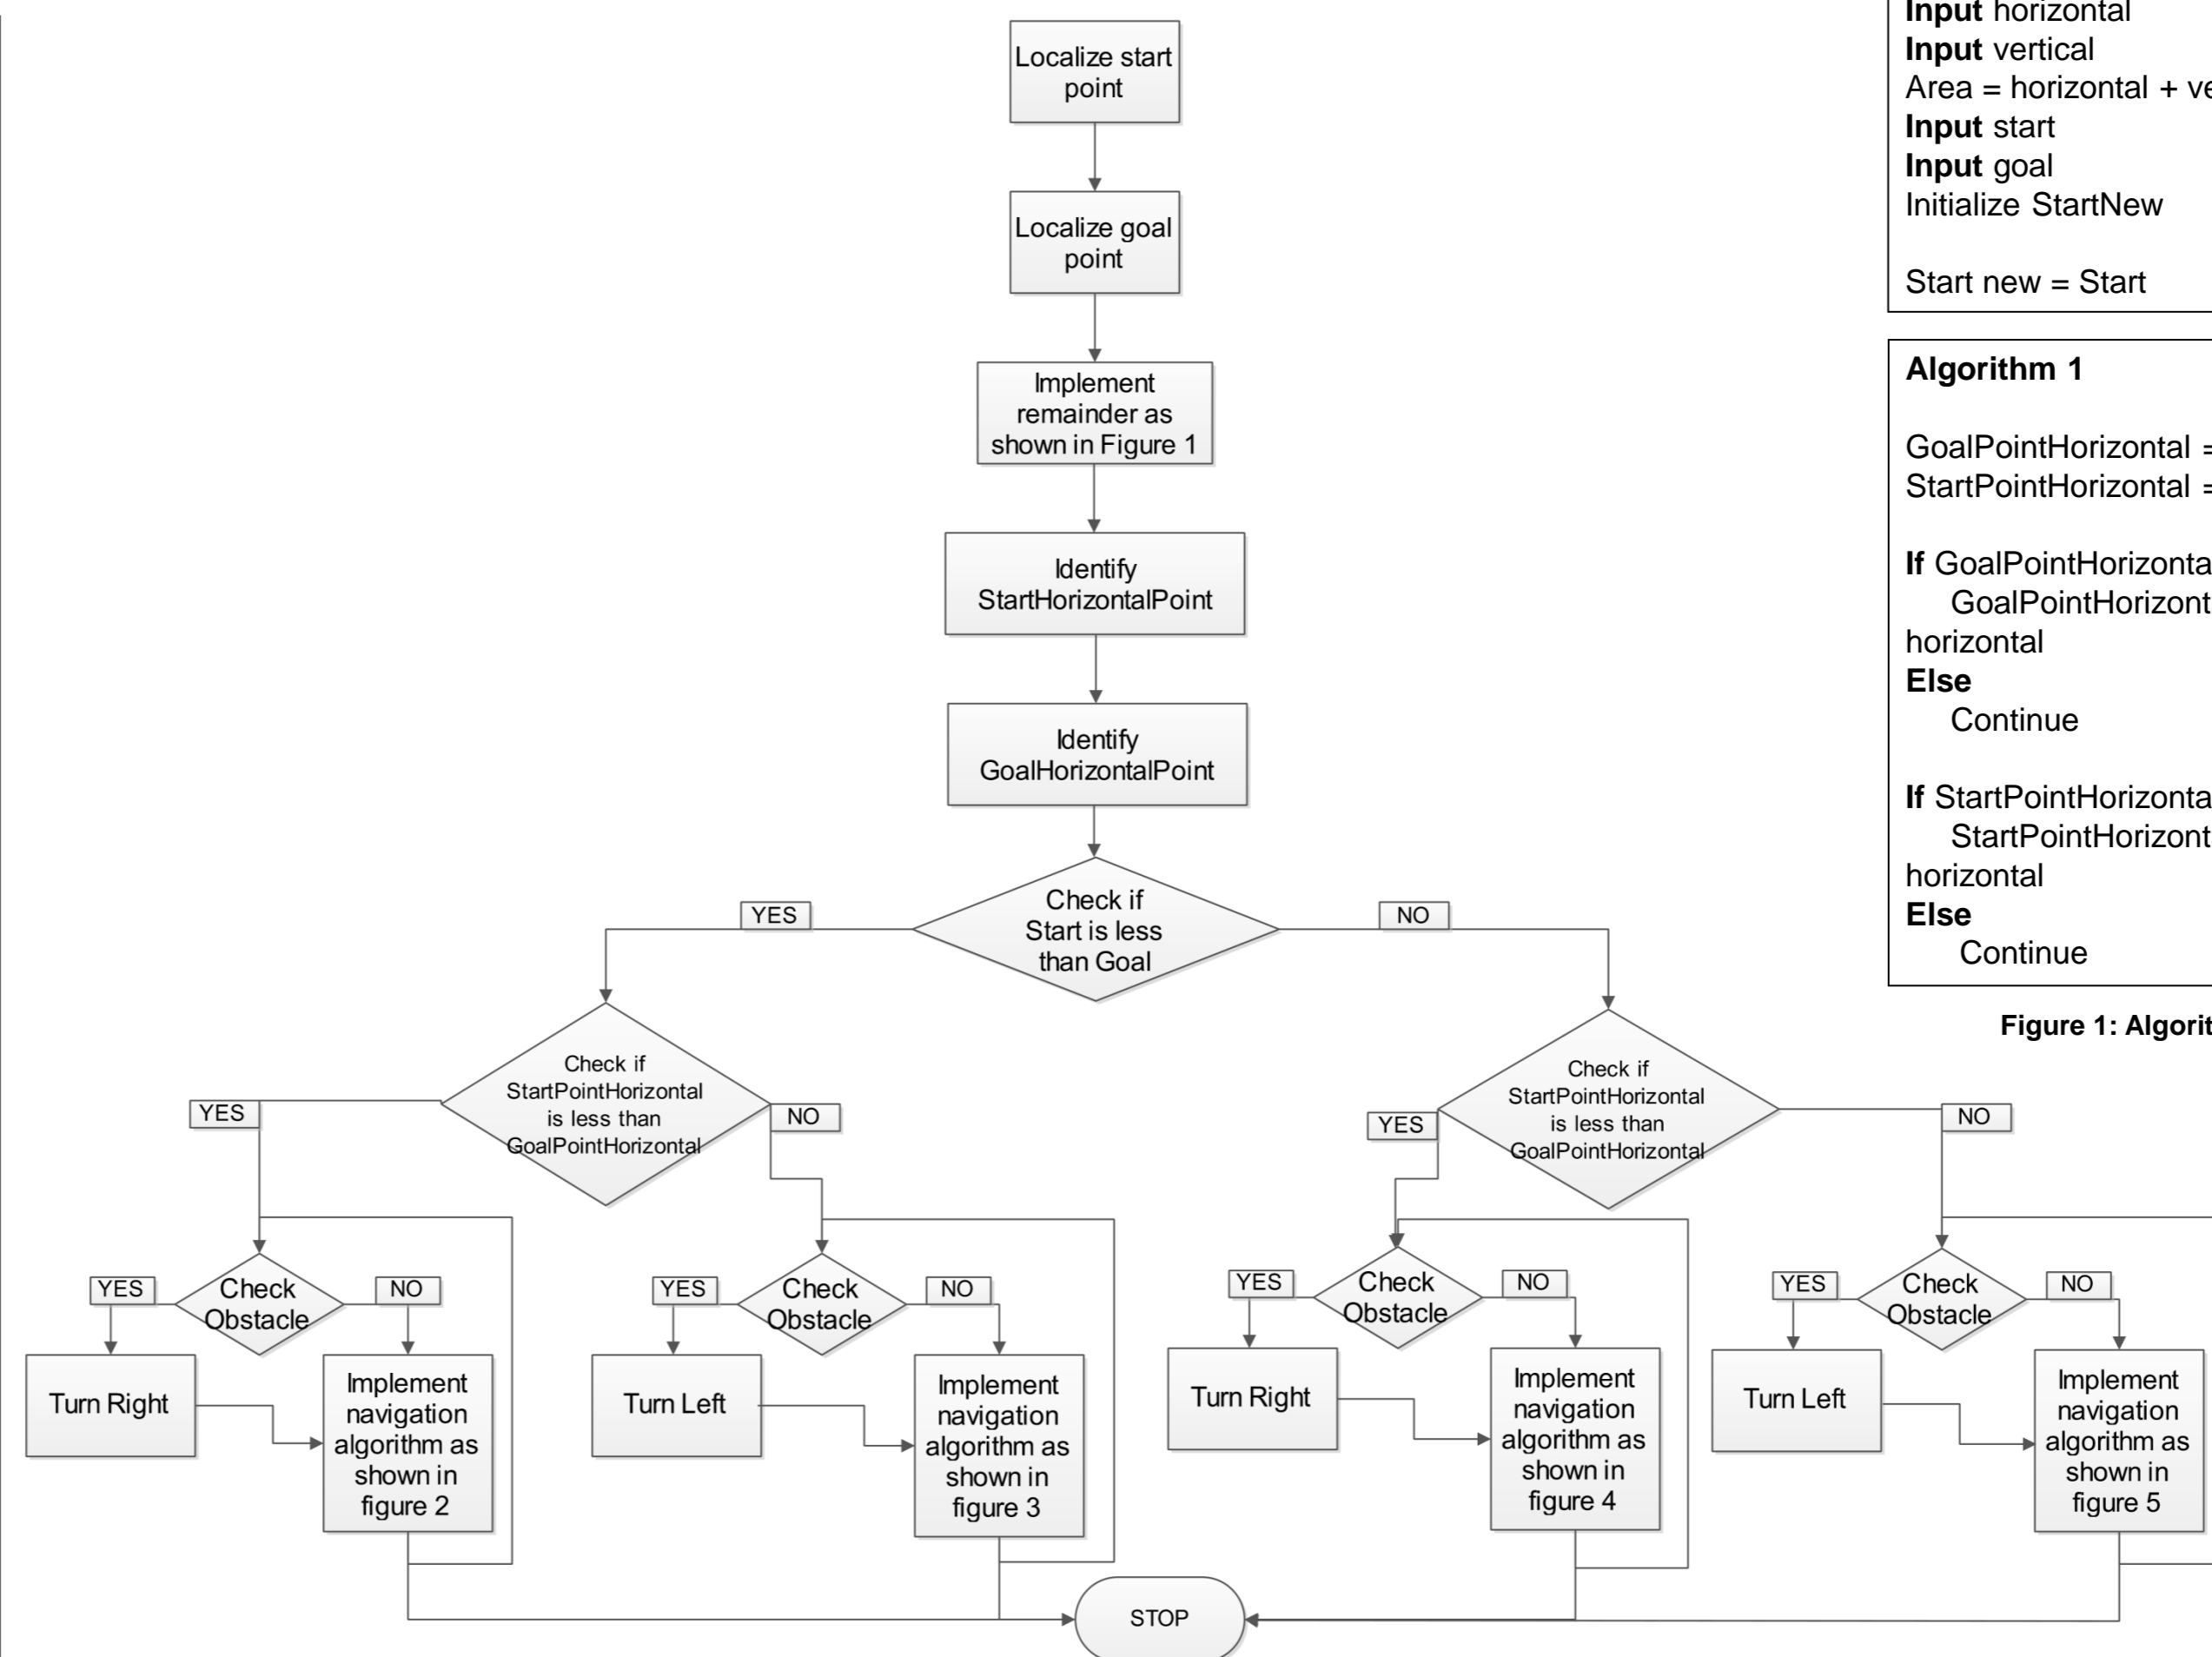 Localize start
point
Localize goal
point
Implement
remainder as
shown in Figure 1
Identify
StartHorizontalPoint
Identify
GoalHorizontalPoint
Check if
Start is less
than Goal
YES
NO
Check if
StartPointHorizontal
is less than
GoalPointHorizontal
YES
NO
Check if
StartPointHorizontal
is less than
GoalPointHorizontal
YES
NO
Check
Obstacle
YES
NO
Turn Right
Implement
navigation
algorithm as
shown in
figure 2
Check
Obstacle
YES
NO
Turn Left
Implement
navigation
algorithm as
shown in
figure 3
Check
Obstacle
YES
NO
Turn Right
Implement
navigation
algorithm as
shown in
figure 4
Check
Obstacle
YES
NO
Turn Left
Implement
navigation
algorithm as
shown in
figure 5
STOP
Input horizontal
Input vertical
Area = horizontal + ve
Input start
Input goal
Initialize StartNew
Start new = Start
Algorithm 1
GoalPointHorizontal =
StartPointHorizontal =
If GoalPointHorizonta
GoalPointHorizont
horizontal
Else
Continue
If StartPointHorizonta
StartPointHorizont
horizontal
Else
Continue
Figure 1: Algorit